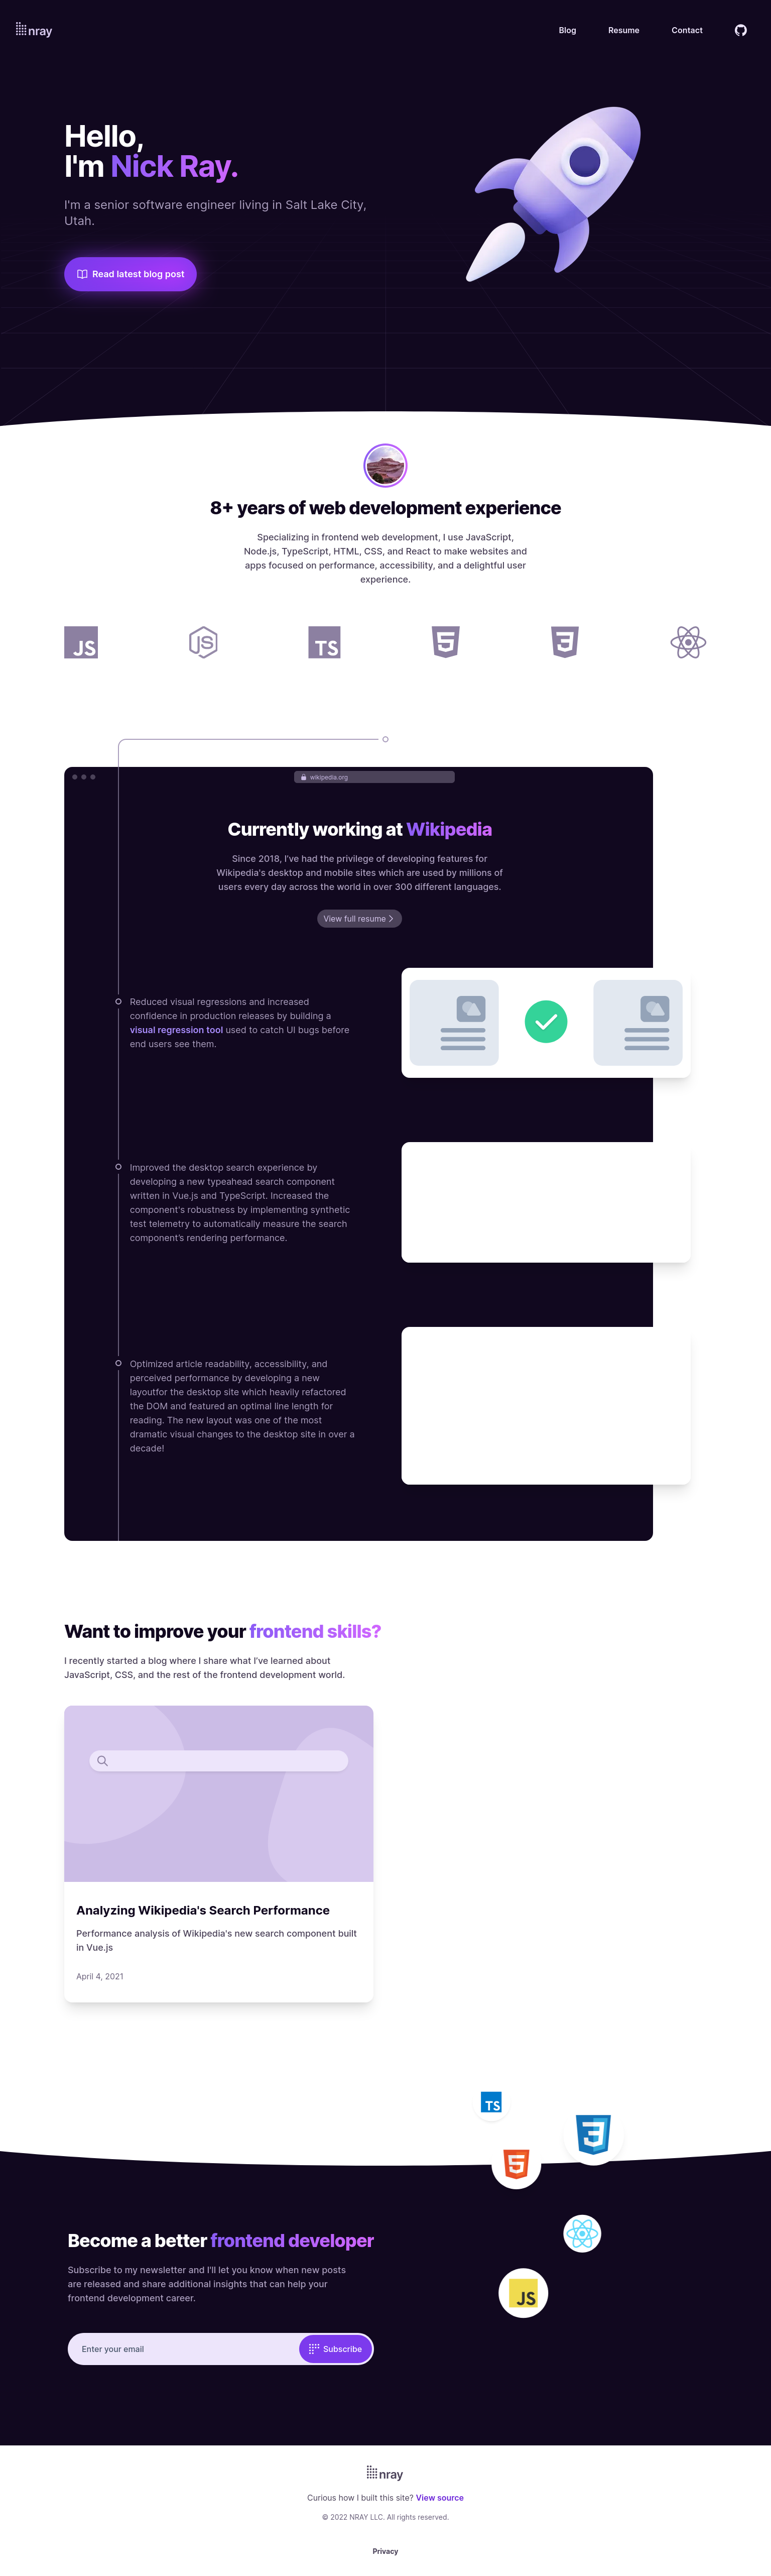 nray
Blog
Resume
Contact
Hello,
I'm Nick Ray.
I'm a senior software engineer living in Salt Lake City,
Utah.
Read latest blog post
8+ years of web development experience
Specializing in frontend web development, I use JavaScript,
Node.js, TypeScript, HTML, CSS, and React to make websites and
apps focused on performance, accessibility, and a delightful user
experience.
JS
JS
TS
5
3
wikipedia.org
Currently working at Wikipedia
Since 2018, I've had the privilege of developing features for
Wikipedia's desktop and mobile sites which are used by millions of
users every day across the world in over 300 different languages.
View full resume
Reduced visual regressions and increased
confidence in production releases by building a
visual regression tool used to catch UI bugs before
end users see them.
Improved the desktop search experience by
developing a new typeahead search component
written in Vue.js and TypeScript. Increased the
component's robustness by implementing synthetic
test telemetry to automatically measure the search
component's rendering performance.
Optimized article readability, accessibility, and
perceived performance by developing a new
layoutfor the desktop site which heavily refactored
the DOM and featured an optimal line length for
reading. The new layout was one of the most
dramatic visual changes to the desktop site in over a
decade!
Want to improve your frontend skills?
I recently started a blog where I share what I've learned about
JavaScript, CSS, and the rest of the frontend development world.
Analyzing Wikipedia's Search Performance
Performance analysis of Wikipedia's new search component built
in Vue.js
April 4, 2021
TS
3
5
JS
Become a better frontend developer
Subscribe to my newsletter and I'll let you know when new posts
are released and share additional insights that can help your
frontend development career.
Enter your email
Subscribe
nray
Curious how I built this site? View source
© 2022 NRAY LLC. All rights reserved.
Privacy